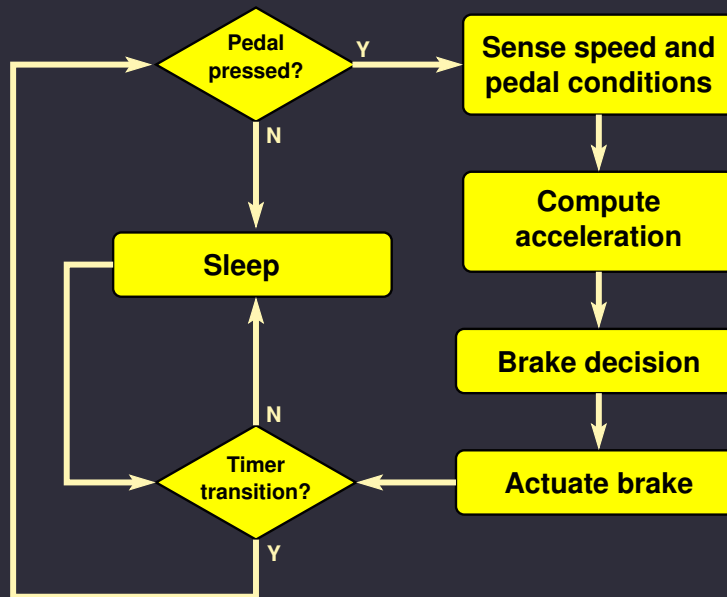 Pedal
pressed?
Y
N
Sense speed and
pedal conditions
Compute
acceleration
Sleep
Brake decision
N
Timer
transition?
Y
Actuate brake